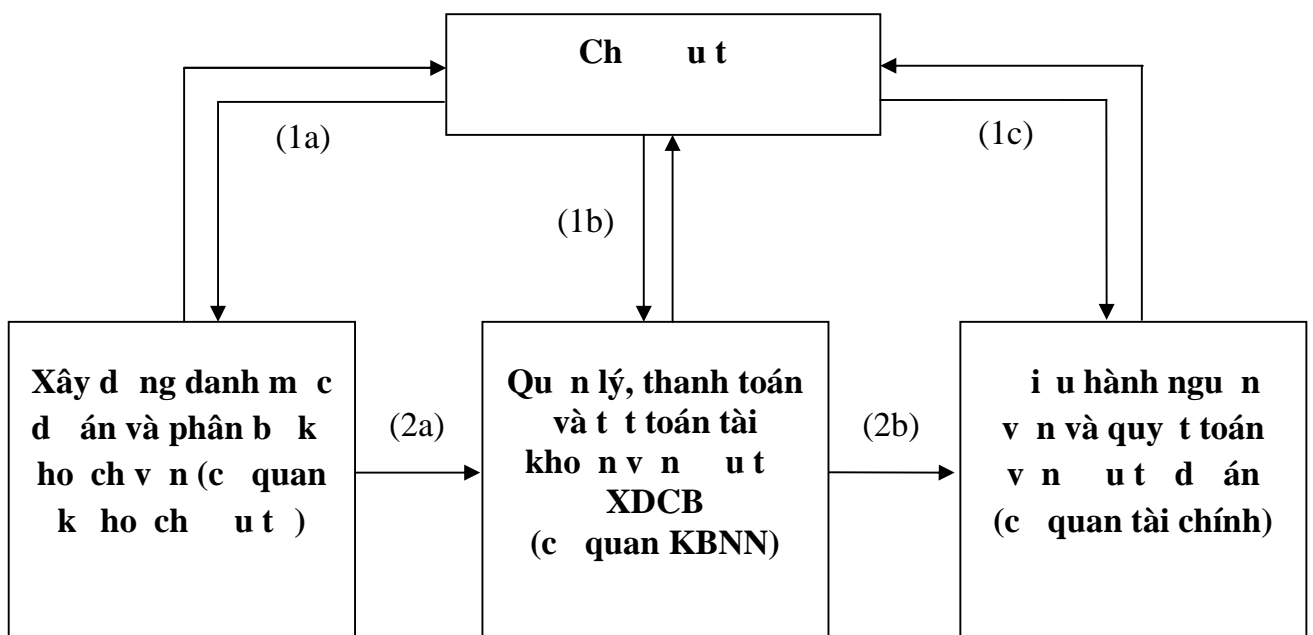 Ch u t
(1a)
(1c)
(1b)
Xây d ng danh m c
d án và phân b k
ho ch v n (c quan
k ho ch u t )
(2a)
Qu n lý, thanh toán
và t t toán tài
kho n v n u t
XDCB
(c quan KBNN)
(2b)
i u hành ngu n
v n và quy t toán
v n u t d án
(c quan tài chính)